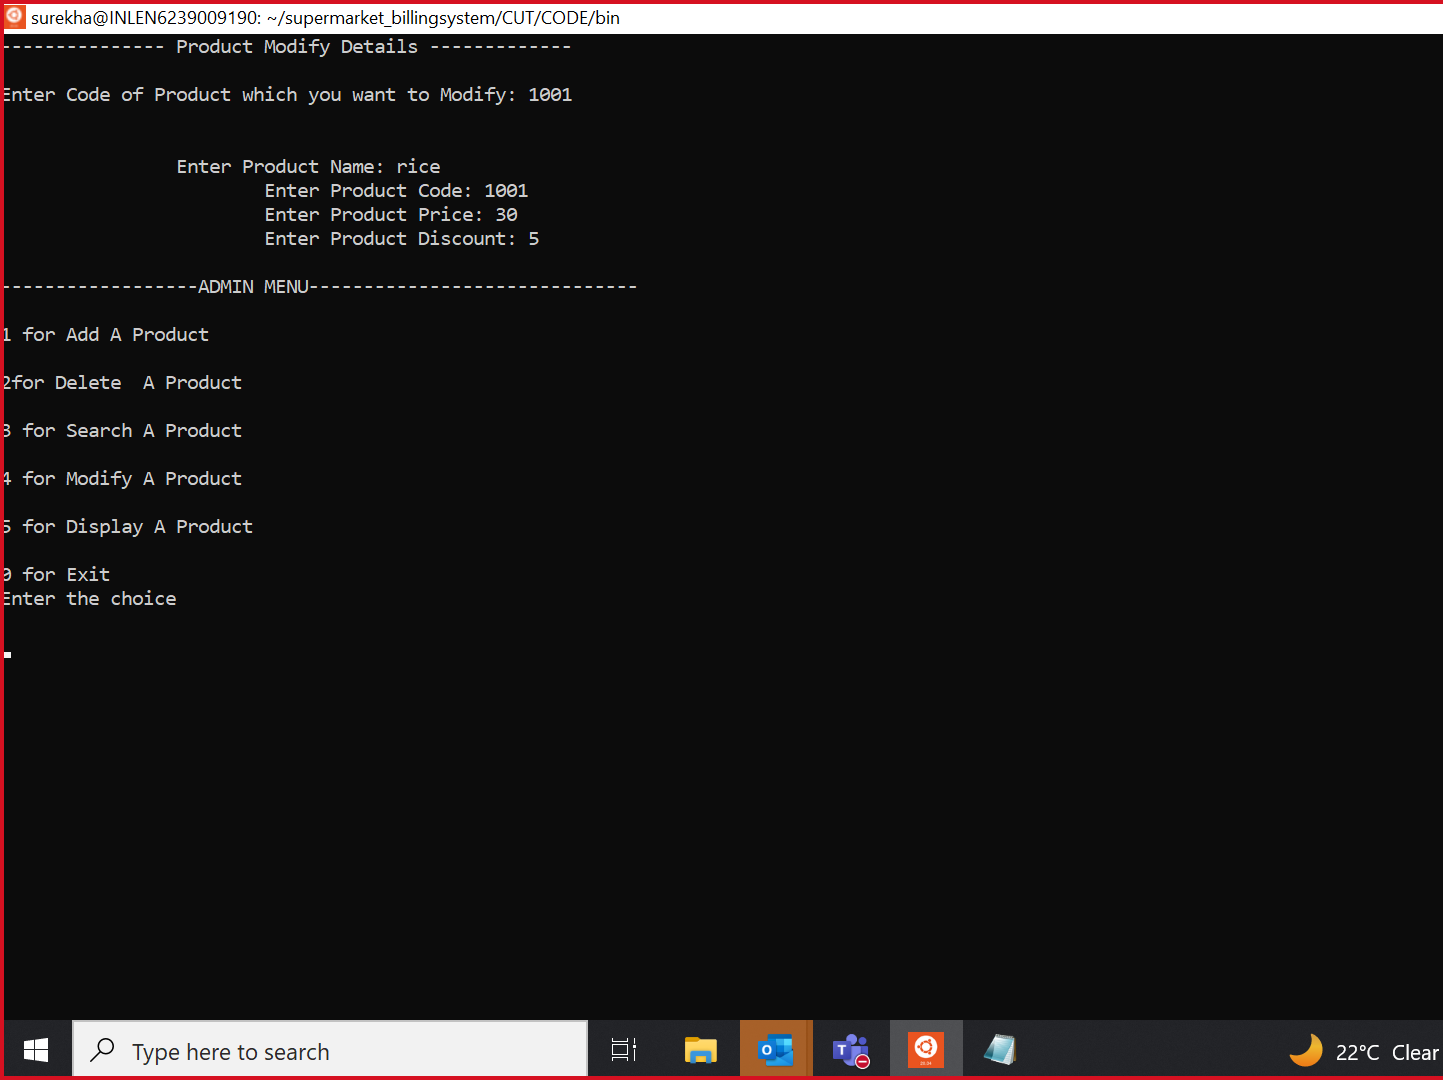 surekha@INLEN6239009190: ~/supermarket_billingsystem/CUT/CODE/bin
--------------- Product Modify Details -------------
Enter Code of Product which you want to Modify: 1001
Enter Product Name: rice
Enter Product Code: 1001
Enter Product Price: 30
Enter Product Discount: 5
------------------ADMIN MENU------------------------------
1 for Add A Product
2for Delete  A Product
3 for Search A Product
4 for Modify A Product
5 for Display A Product
0 for Exit
Enter the choice
Type here to search
22°C Clear